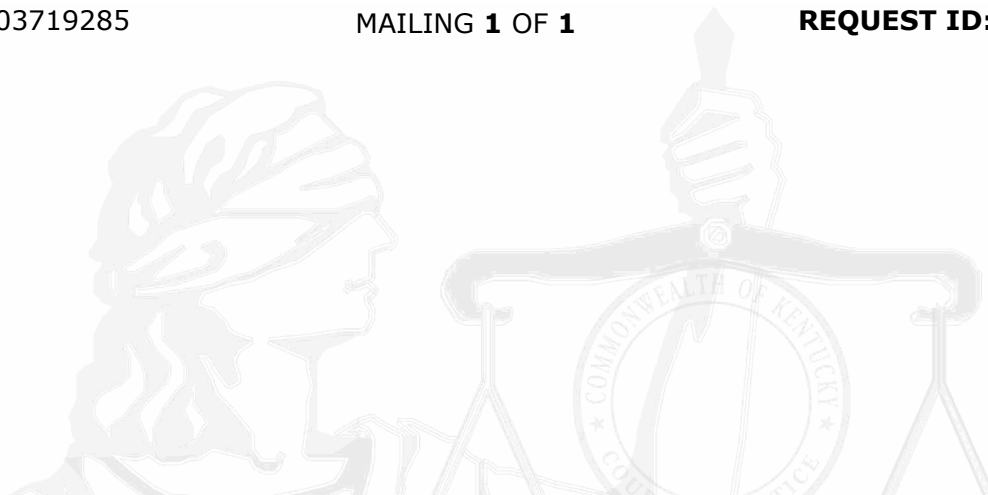 03719285 MAILING 1 OF 1 REQUEST ID:
COMMONWEALTH OF KENTUCKY